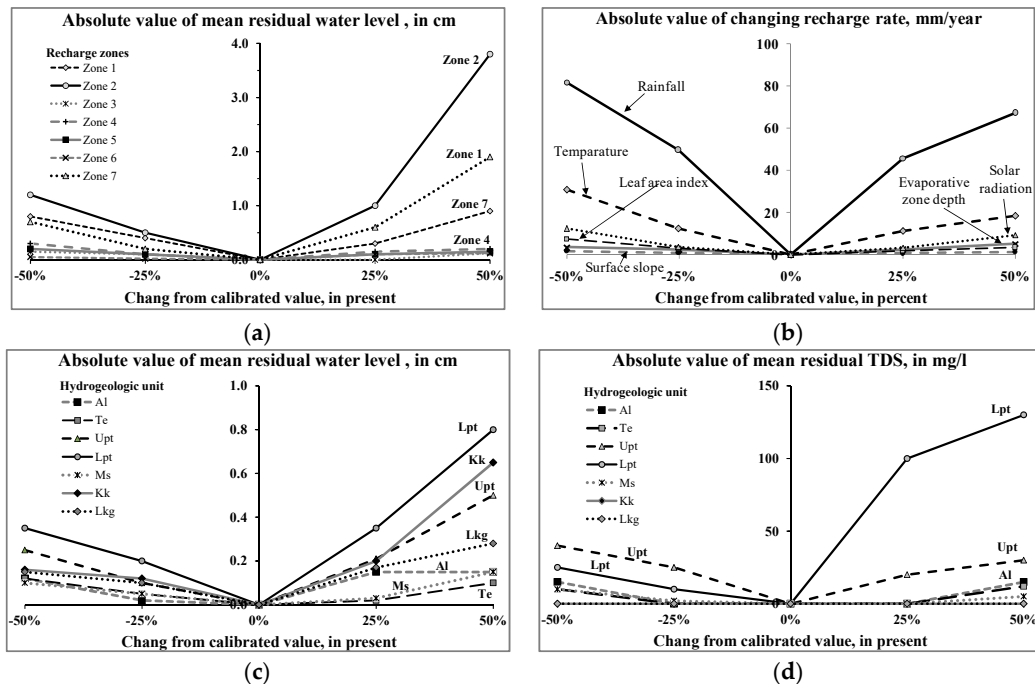 Absolute value of mean residual water level , in cm
4.0
3.0
2.0
1.0
0.0
Recharge zones
Zone 1
Zone 2
Zone 3
Zone 4
Zone 5
Zone 6
Zone 7
Zone 2
Zone 1
Zone 7
Zone 4
-50% -25% 0% 25% 50%
Chang from calibrated value, in present
(a)
Absolute value of changing recharge rate, mm/year
100
80
60
40
20
0
Rainfall
Temparature
Leaf area index
Surface slope
Evaporative
zone depth
Solar
radiation
-50% -25% 0% 25% 50%
Change from calibrated value, in percent
(b)
Absolute value of mean residual water level , in cm
1.0
0.8
0.6
0.4
0.2
0.0
Hydrogeologic unit
Al
Te
Upt
Lpt
Ms
Kk
Lkg
Lpt
Kk
Upt
Lkg
Al
Ms
Te
-50% -25% 0% 25% 50%
Chang from calibrated value, in present
(c)
Absolute value of mean residual TDS, in mg/l
150
100
50
0
Hydrogeologic unit
Al
Te
Upt
Lpt
Ms
Kk
Lkg
Lpt
Upt
Lpt
Upt
Al
Te
-50% -25% 0% 25% 50%
Chang from calibrated value, in present
(d)